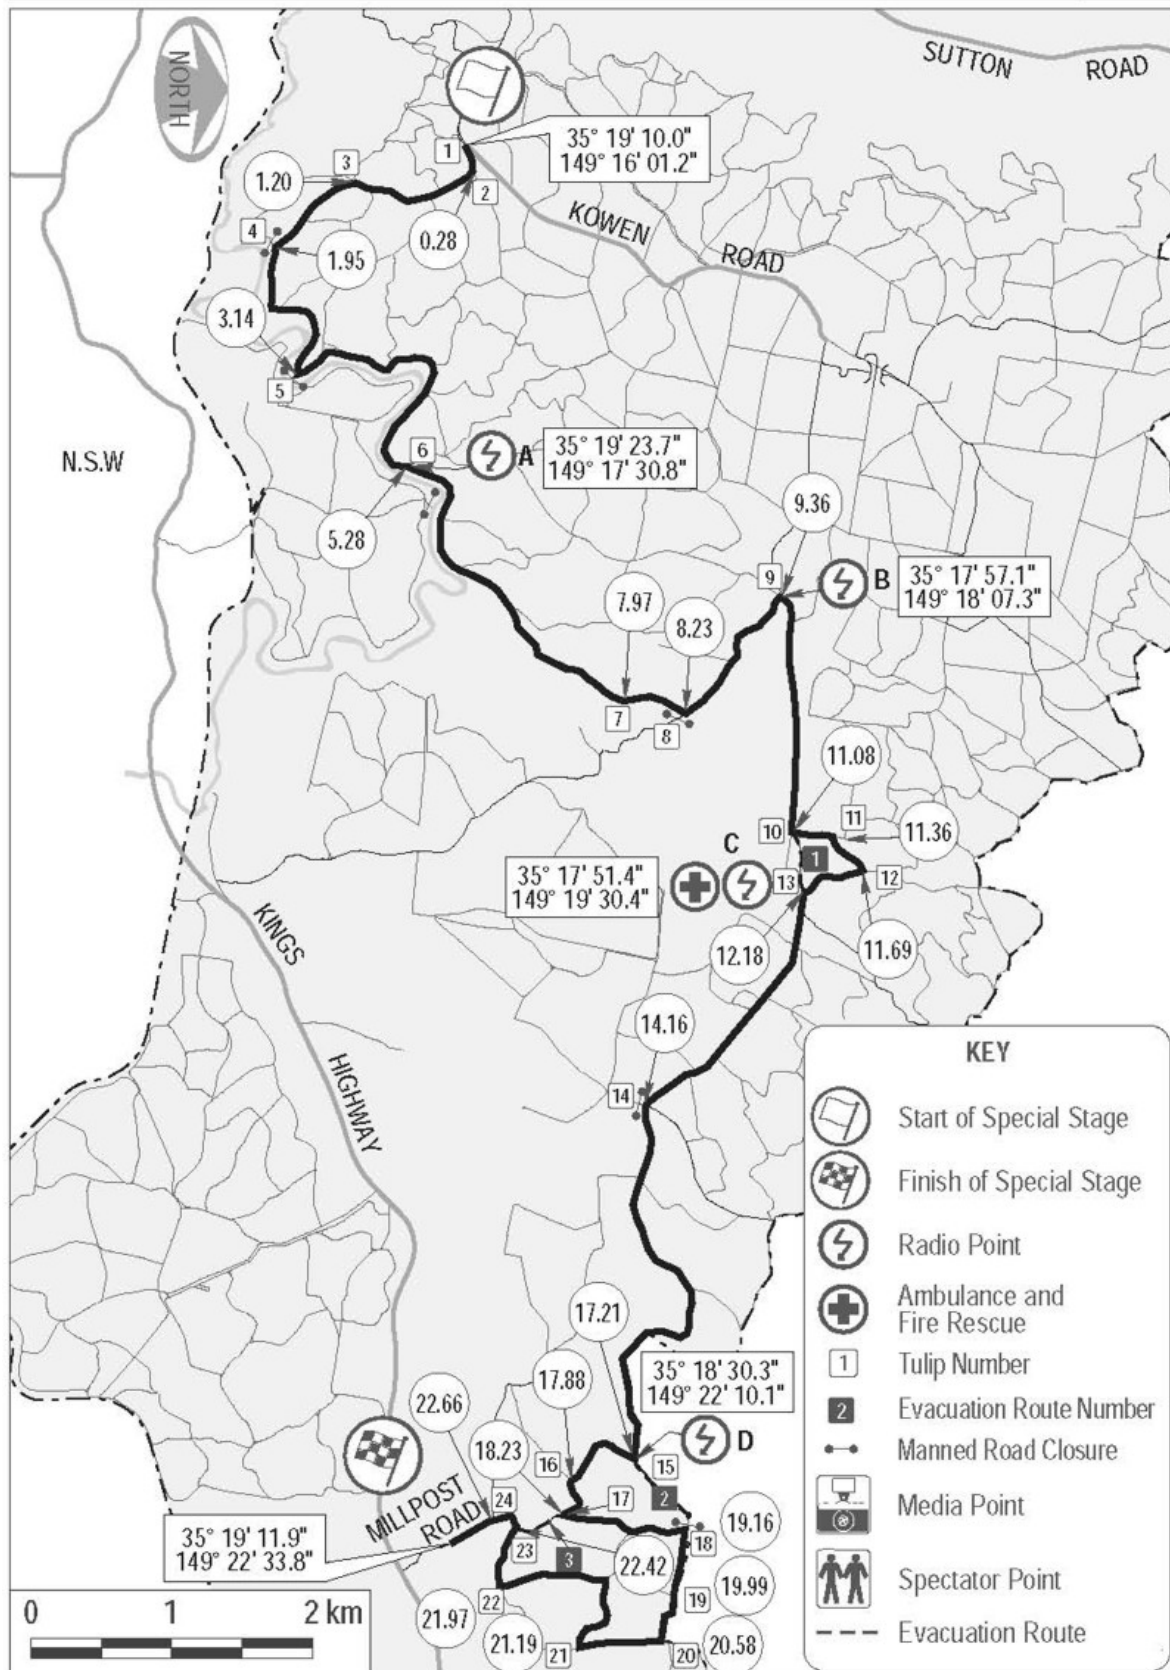 SUTTON ROAD
NORTH
1
35° 19' 10.0"
149° 16' 01.2"
3
1.20
2
KOWEN ROAD
4
0.28
1.95
3.14
5
N.S.W
6
A
35° 19' 23.7"
149° 17' 30.8"
9.36
5.28
9
B
35° 17' 57.1"
149° 18' 07.3"
7.97
8.23
7
8
11.08
10
11
11.36
C
1
35° 17' 51.4"
149° 19' 30.4"
13
12
KINGS HIGHWAY
12.18
11.69
14.16
14
KEY
Start of Special Stage
Finish of Special Stage
Radio Point
Ambulance and
Fire Rescue
1 Tulip Number
2 Evacuation Route Number
Manned Road Closure
Media Point
Spectator Point
Evacuation Route
17.21
35° 18' 30.3"
149° 22' 10.1"
17.88
22.66
D
18.23
16
15
MILLPOST
ROAD
24
17
2
19.16
18
35° 19' 11.9"
149° 22' 33.8"
23
3
22.42
19.99
19
22
21.97
21.19
21
20
20.58
0 1 2 km